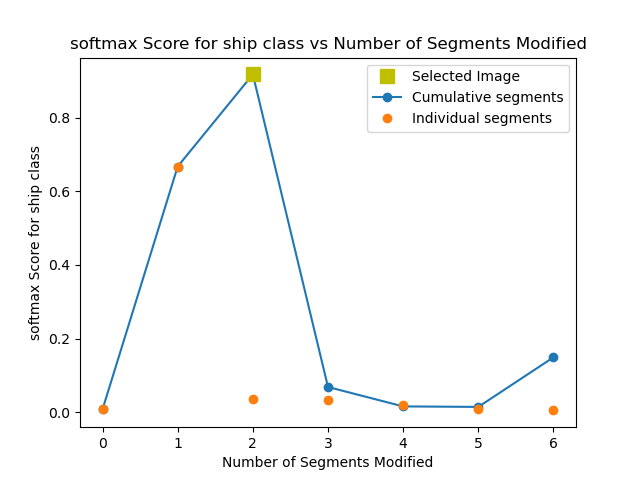 softmax Score for ship class vs Number of Segments Modified
Selected Image
Cumulative segments
Individual segments
softmax Score for ship class
0.8
0.6
0.4
0.2
0.0
0 1 2 3 4 5 6
Number of Segments Modified